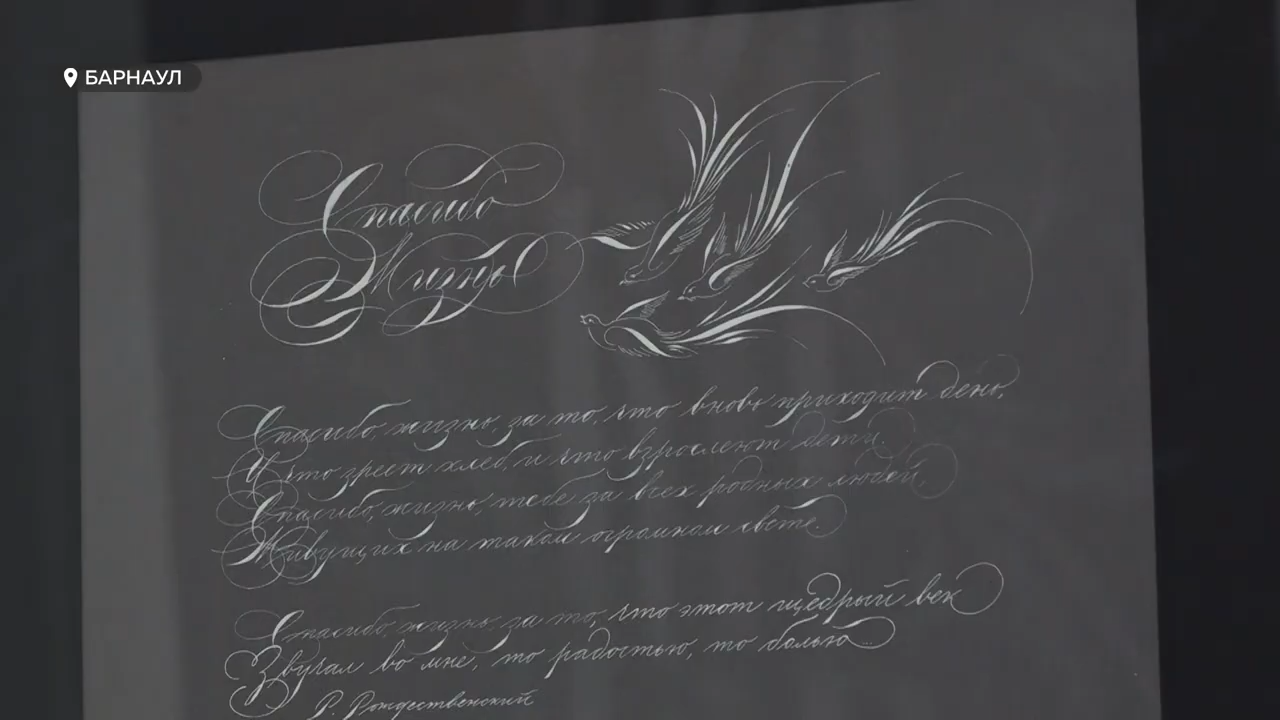 БАРНАУЛ
Спасибо
Жизнь
Спасибо, жизнь, за то, что вновь приходит день,
И что зреет хлеб, и что взрослеют дети.
Спасибо, жизнь, тебе за всех родных людей,
Живущих на таком огромном свете.
Спасибо, жизнь, за то, что этот щедрый век
Звучал во мне, то радостью, то болью...
Р. Рождественский